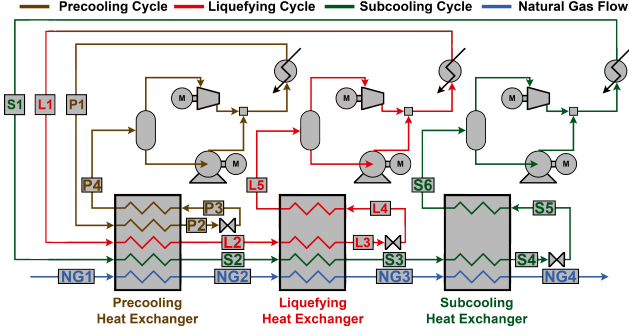 Precooling Cycle Liquefying Cycle Subcooling Cycle Natural Gas Flow
S1 L1 P1
M M
P4 L5 S6
M M M
P3 L4 S5
P2
L2 L3
S2 S3 S4
NG1 NG2 NG3 NG4
Precooling Liquefying Subcooling
Heat Exchanger Heat Exchanger Heat Exchanger